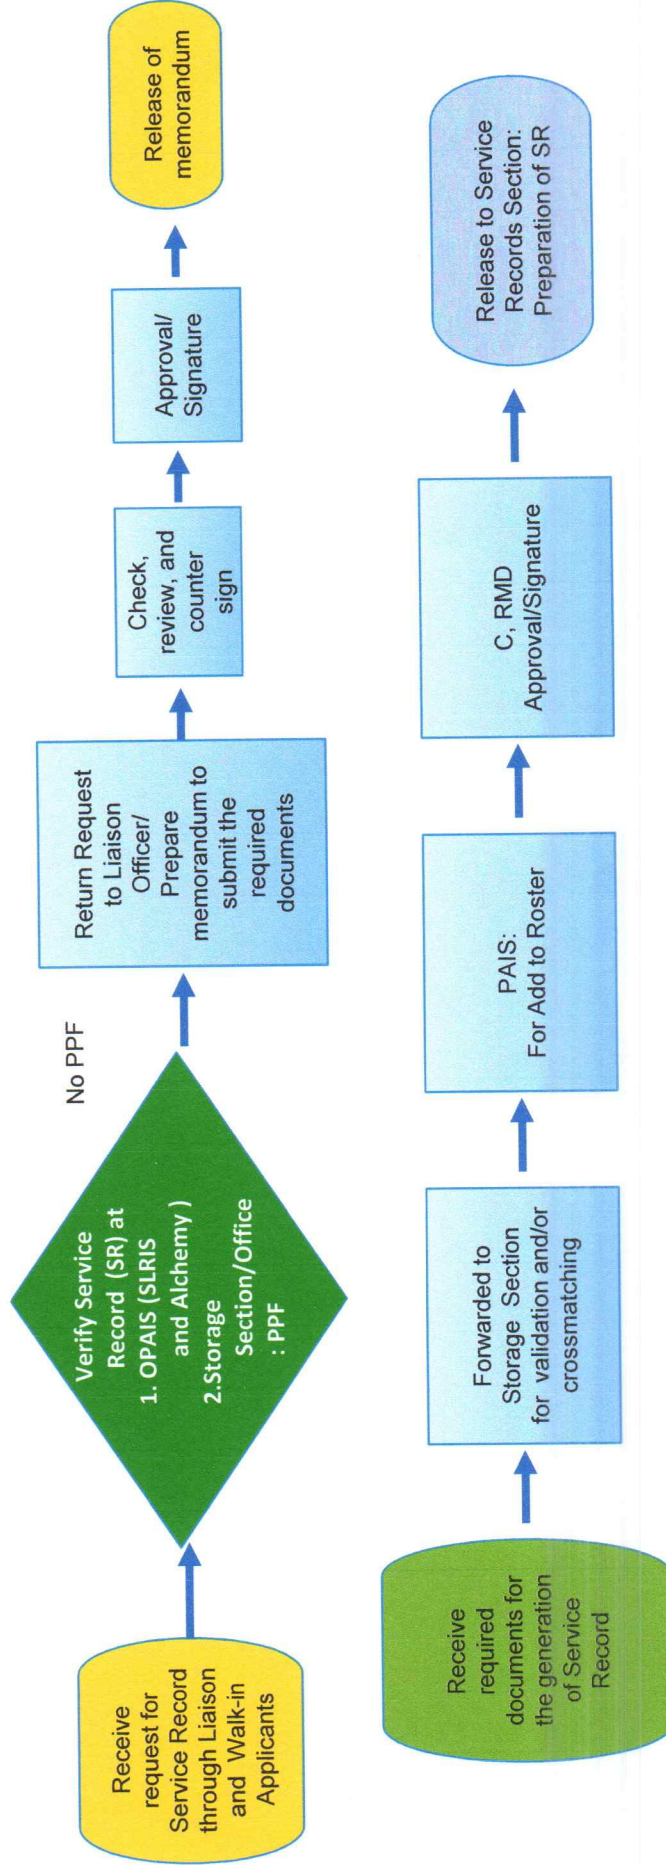 Receive
request for
Service Record
through Liaison
and Walk-in
Applicants
Verify Service
Record (SR) at
1. OPAIS (SLRIS
and Alchemy )
2.Storage
Section/Office
: PPF
No PPF
Return Request
to Liaison
Officer/
Prepare
memorandum to
submit the
required
documents
Check,
review, and
counter
sign
Approval/
Signature
Release of
memorandum
Receive
required
documents for
the generation
of Service
Record
Forwarded to
Storage Section
for validation and/or
crossmatching
PAIS:
For Add to Roster
C, RMD
Approval/Signature
Release to Service
Records Section:
Preparation of SR